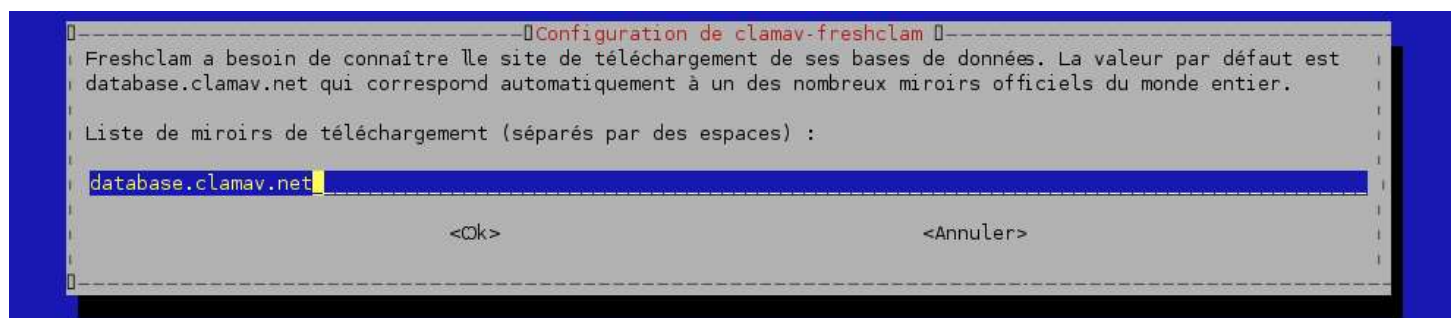 Configuration de clamav-freshclam
Freshclam a besoin de connaître lle site de téléchargement de ses bases de données. La valeur par défaut est
database.clamav.net qui correspond automatiquement à un des nombreux miroirs officiels du monde entier.
Liste de miroirs de téléchargement (séparés par des espaces) :
database.clamav.net
<Ok> <Annuler>